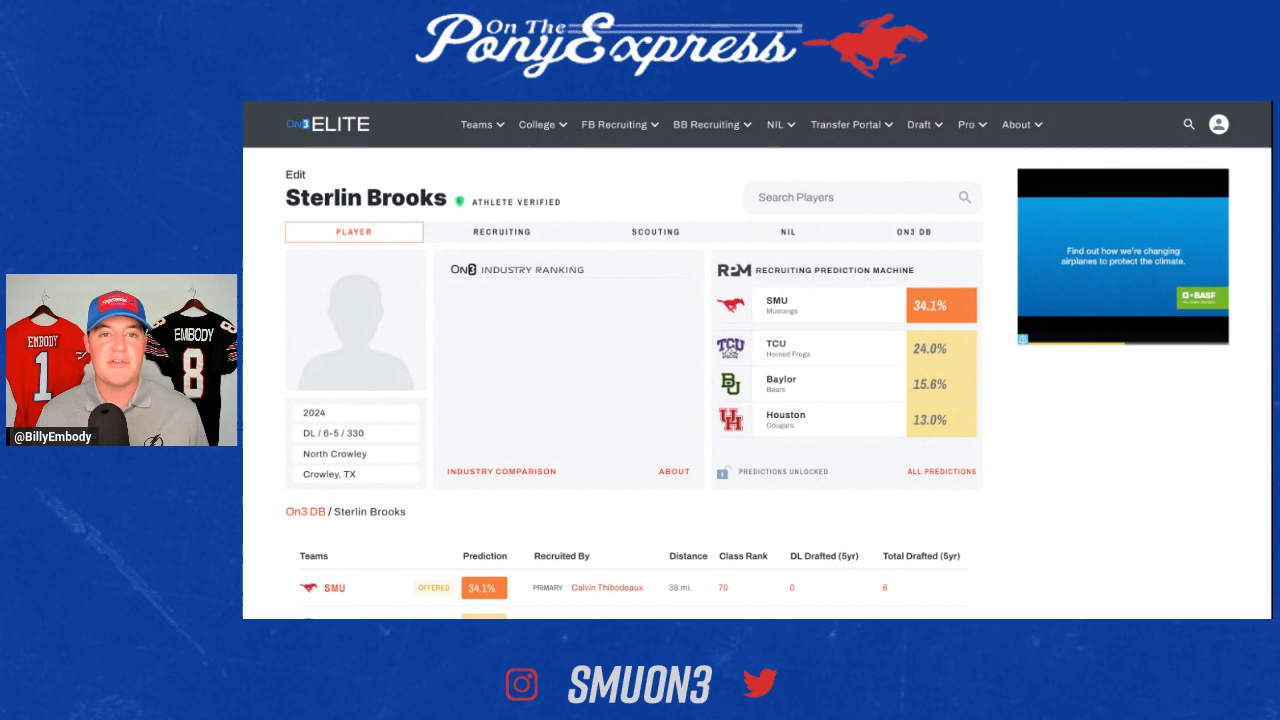 On The
PonyExpress
On3 ELITE
Teams College FB Recruiting BB Recruiting NIL Transfer Portal Draft Pro About
Edit
Sterlin Brooks ATHLETE VERIFIED
Search Players
PLAYER RECRUITING SCOUTING NIL ON3 DB
On3 INDUSTRY RANKING
RPM RECRUITING PREDICTION MACHINE
SMU
Mustangs
34.1%
TCU
TCU
Horned Frogs
24.0%
BU
Baylor
Bears
15.6%
UH
Houston
Cougars
13.0%
2024
DL / 6-5 / 330
North Crowley
Crowley, TX
INDUSTRY COMPARISON ABOUT
PREDICTIONS UNLOCKED ALL PREDICTIONS
Find out how we're changing
airplanes to protect the climate.
BASF
EMBODY
1
EMBODY
8
8
@BillyEmbody
On3 DB / Sterlin Brooks
Teams Prediction Recruited By Distance Class Rank DL Drafted (5yr) Total Drafted (5yr)
SMU OFFERED 34.1% PRIMARY Calvin Thibodeaux 38 mi. 70 0 6
SMUON3